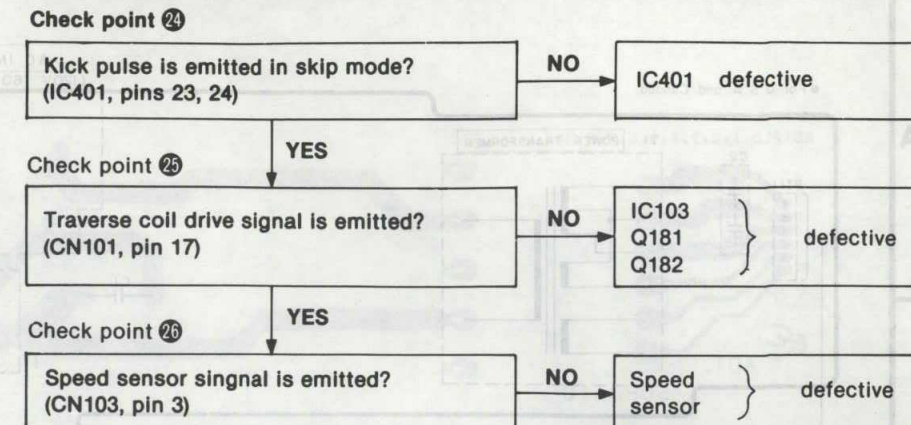 Check point ㉔
Kick pulse is emitted in skip mode?
(IC401, pins 23, 24)
NO
IC401 defective
YES
Check point ㉕
Traverse coil drive signal is emitted?
(CN101, pin 17)
NO
IC103
Q181
Q182
defective
YES
Check point ㉖
Speed sensor singnal is emitted?
(CN103, pin 3)
NO
Speed
sensor
defective
POWER TRANSFORMER